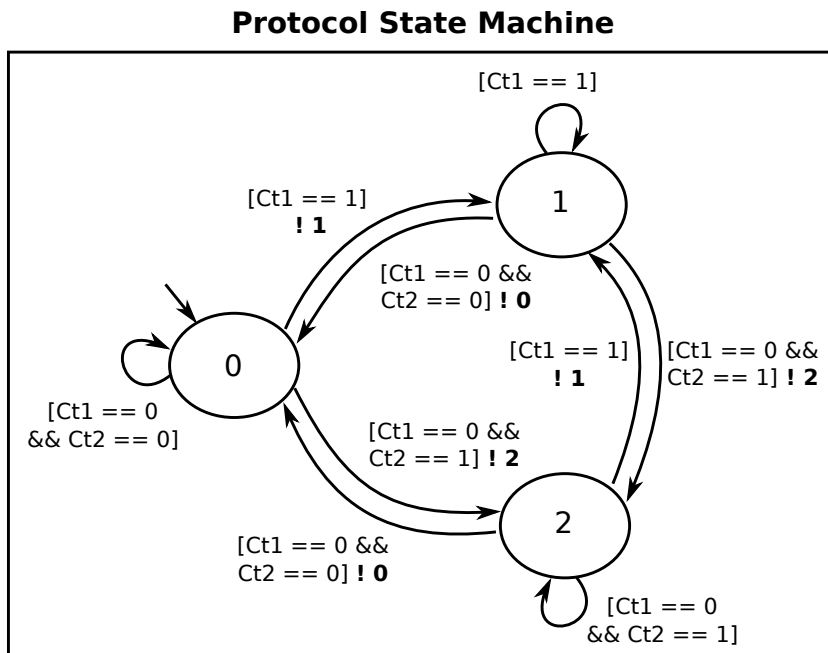 Protocol State Machine
[Ct1 == 1]
1
[Ct1 == 1]
! 1
[Ct1 == 0 &&
Ct2 == 0] ! 0
[Ct1 == 1]
! 1
[Ct1 == 0 &&
Ct2 == 1] ! 2
0
[Ct1 == 0
&& Ct2 == 0]
[Ct1 == 0 &&
Ct2 == 1] ! 2
2
[Ct1 == 0 &&
Ct2 == 0] ! 0
[Ct1 == 0
&& Ct2 == 1]